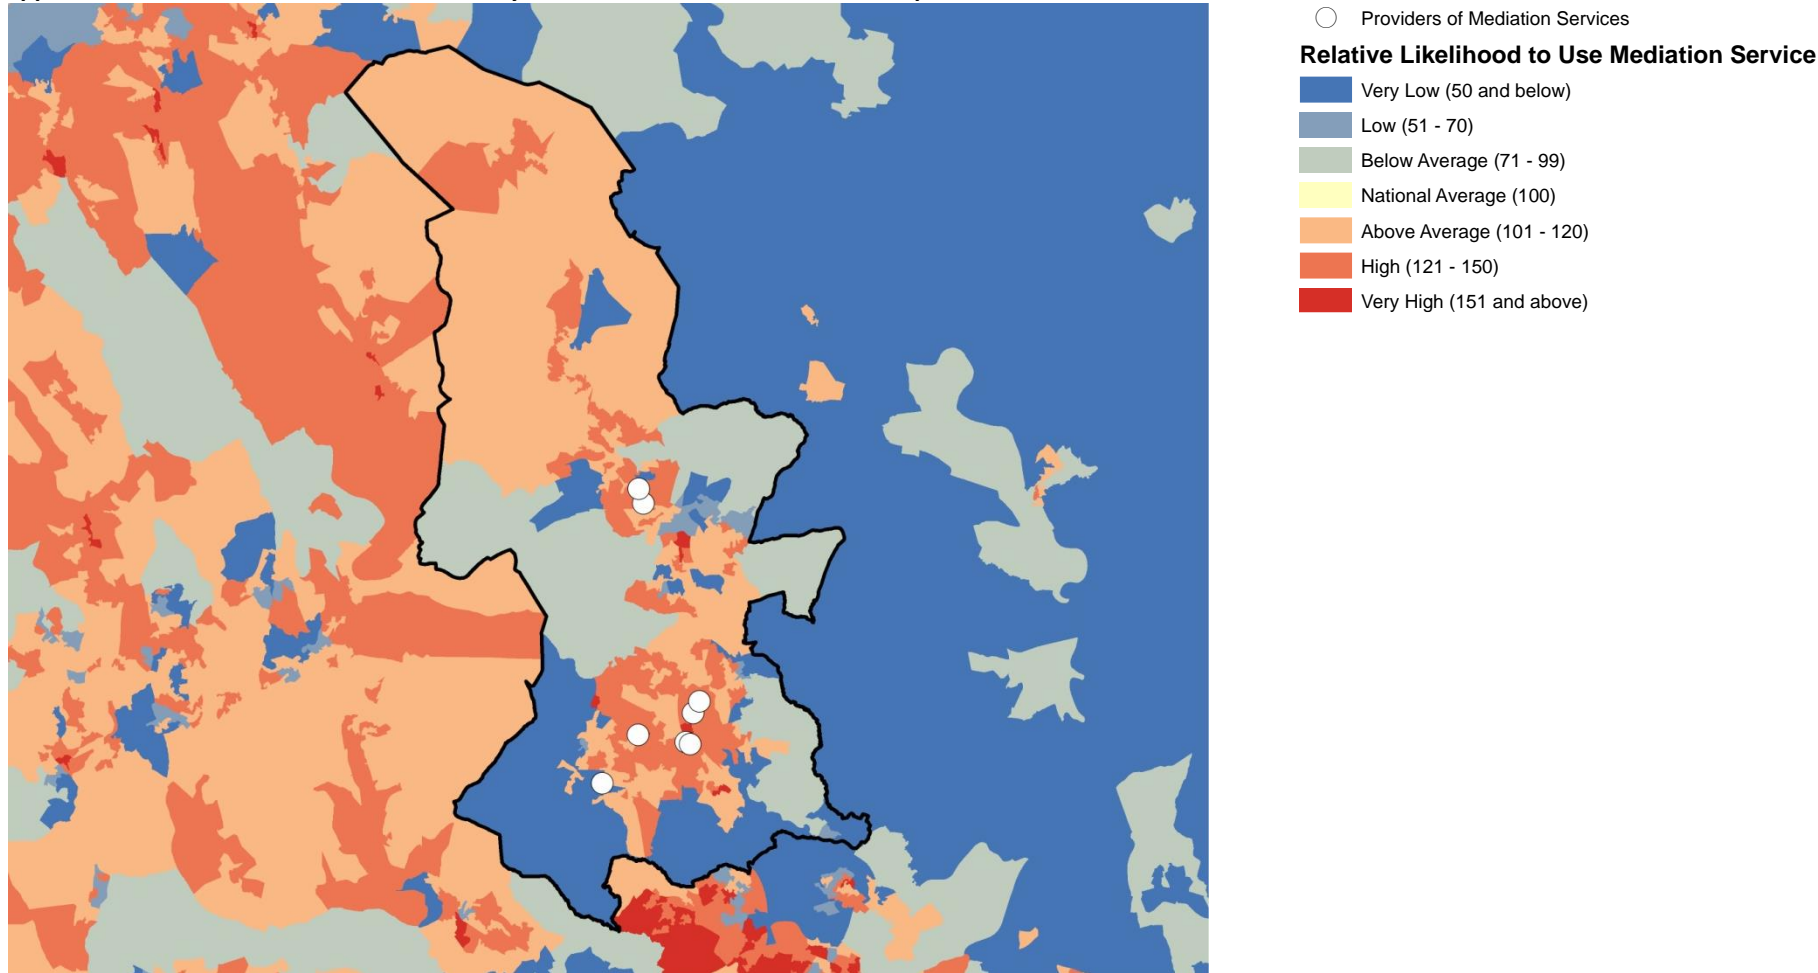 Providers of Mediation Services
Relative Likelihood to Use Mediation Service
Very Low (50 and below)
Low (51 - 70)
Below Average (71 - 99)
National Average (100)
Above Average (101 - 120)
High (121 - 150)
Very High (151 and above)